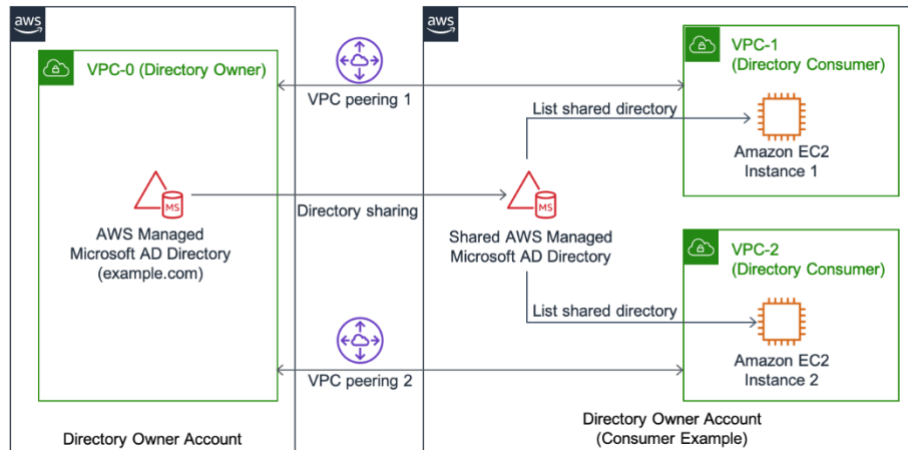 aws
VPC-0 (Directory Owner)
MS
AWS Managed
Microsoft AD Directory
(example.com)
Directory Owner Account
VPC peering 1
Directory sharing
VPC peering 2
aws
MS
Shared AWS Managed
Microsoft AD Directory
List shared directory
List shared directory
VPC-1
(Directory Consumer)
Amazon EC2
Instance 1
VPC-2
(Directory Consumer)
Amazon EC2
Instance 2
Directory Owner Account
(Consumer Example)